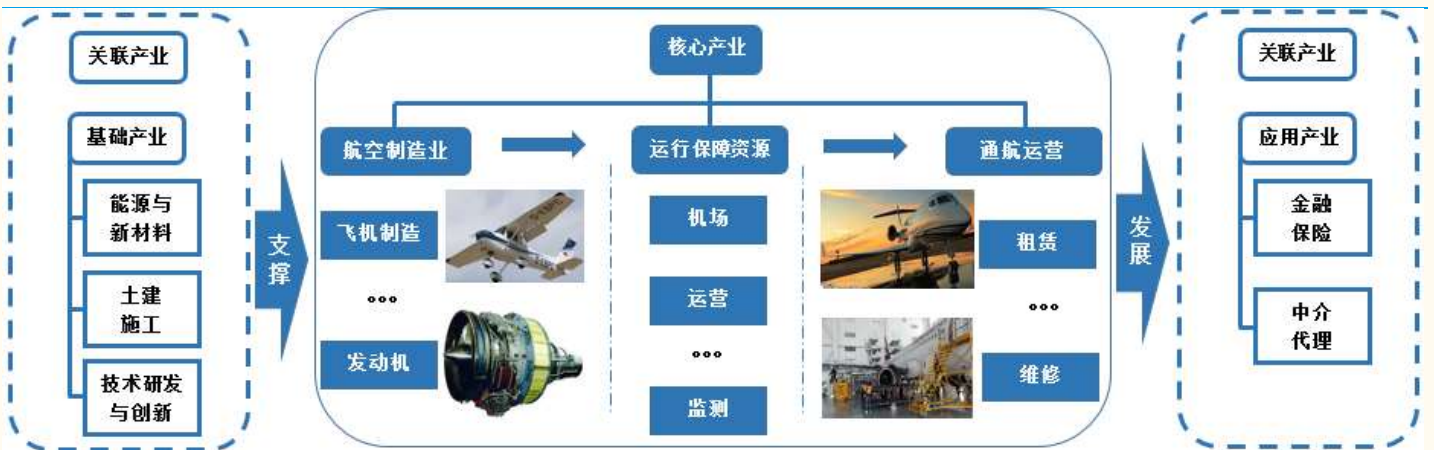 关联产业
基础产业
能源与
新材料
土建
施工
技术研发
与创新
支
撑
核心产业
航空制造业
运行保障资源
通航运营
飞机制造
...
发动机
机场
运营
...
监测
租赁
...
维修
发
展
关联产业
应用产业
金融
保险
中介
代理